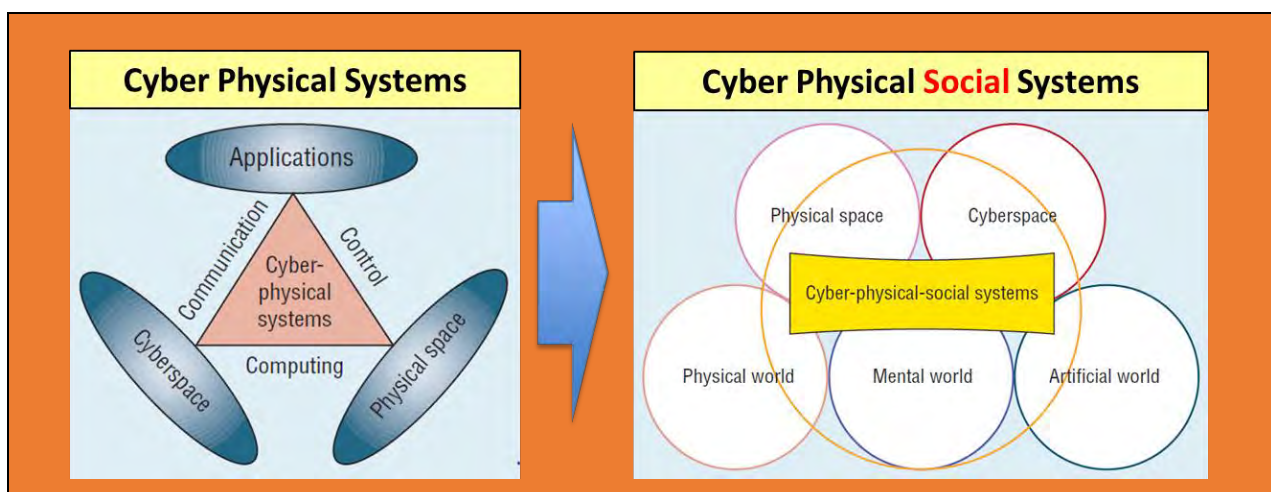 Cyber Physical Systems
Applications
Communication
Control
Cyber-
physical
systems
Cyberspace
Computing
Physical space
Cyber Physical Social Systems
Physical space
Cyberspace
Cyber-physical-social systems
Physical world
Mental world
Artificial world